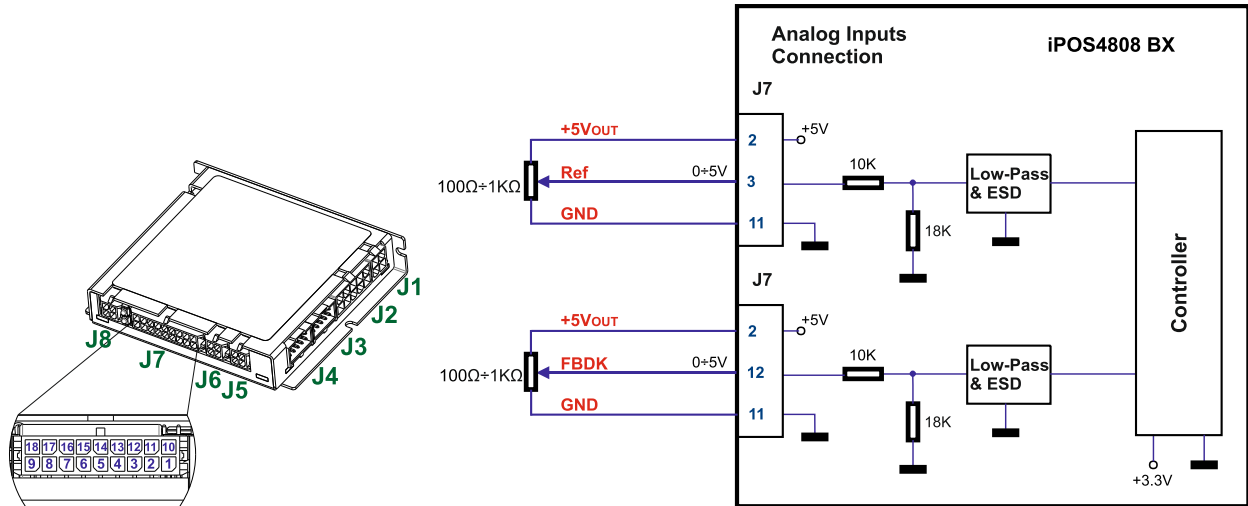 Analog Inputs
Connection
iPOS4808 BX
J7
+5VOUT
2
+5V
100Ω÷1KΩ
Ref
0÷5V
3
10K
Low-Pass
& ESD
GND
11
18K
J7
+5VOUT
2
+5V
100Ω÷1KΩ
FBDK
0÷5V
12
10K
Low-Pass
& ESD
GND
11
18K
Controller
+3.3V
J1
J2
J3
J4
J5
J6
J7
J8
18 17 16 15 14 13 12 11 10
9 8 7 6 5 4 3 2 1